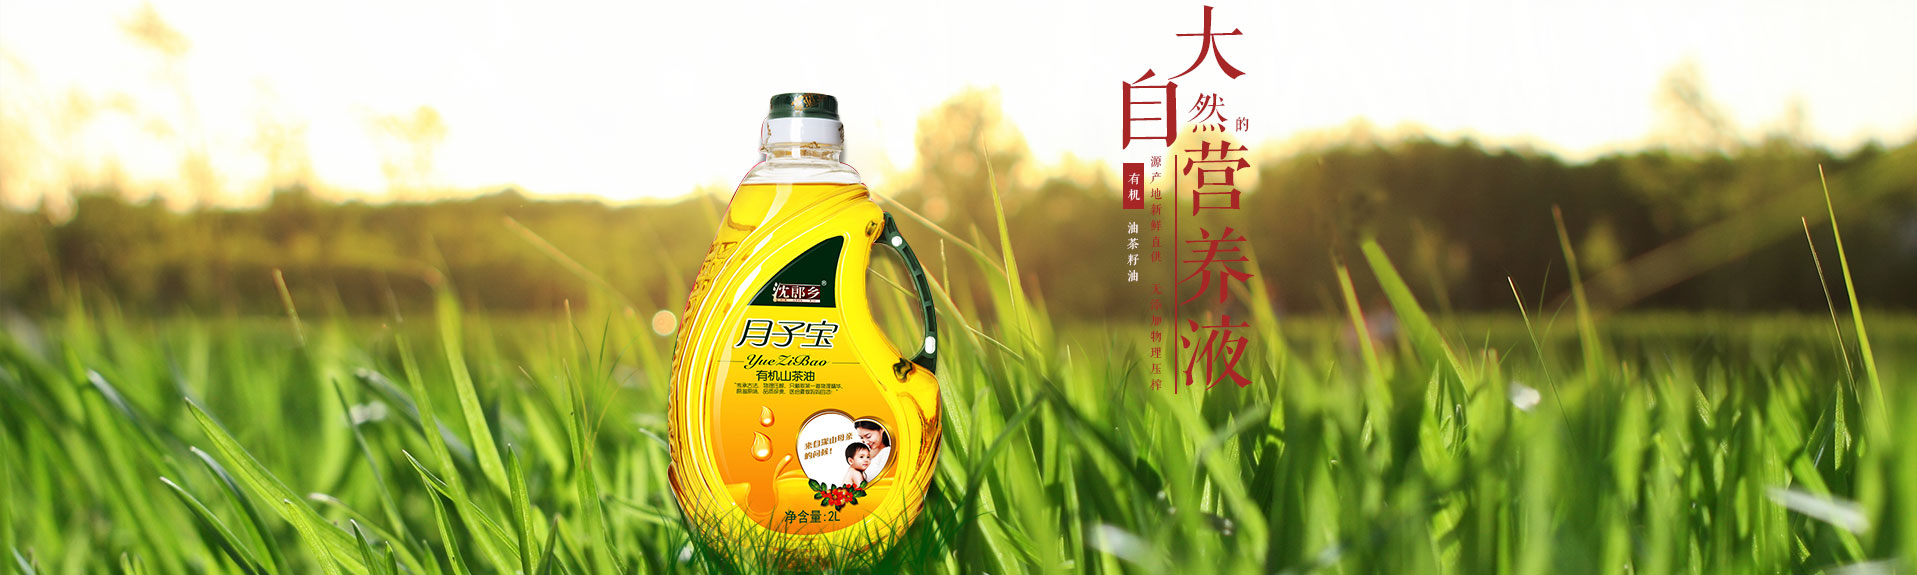 大自然的营养液
源产地新鲜直供 无添加物理压榨
有机
油茶籽油
沈郎乡®
月子宝
YueZiBao
有机山茶油
来自深山母亲
的问候!
净含量:2L